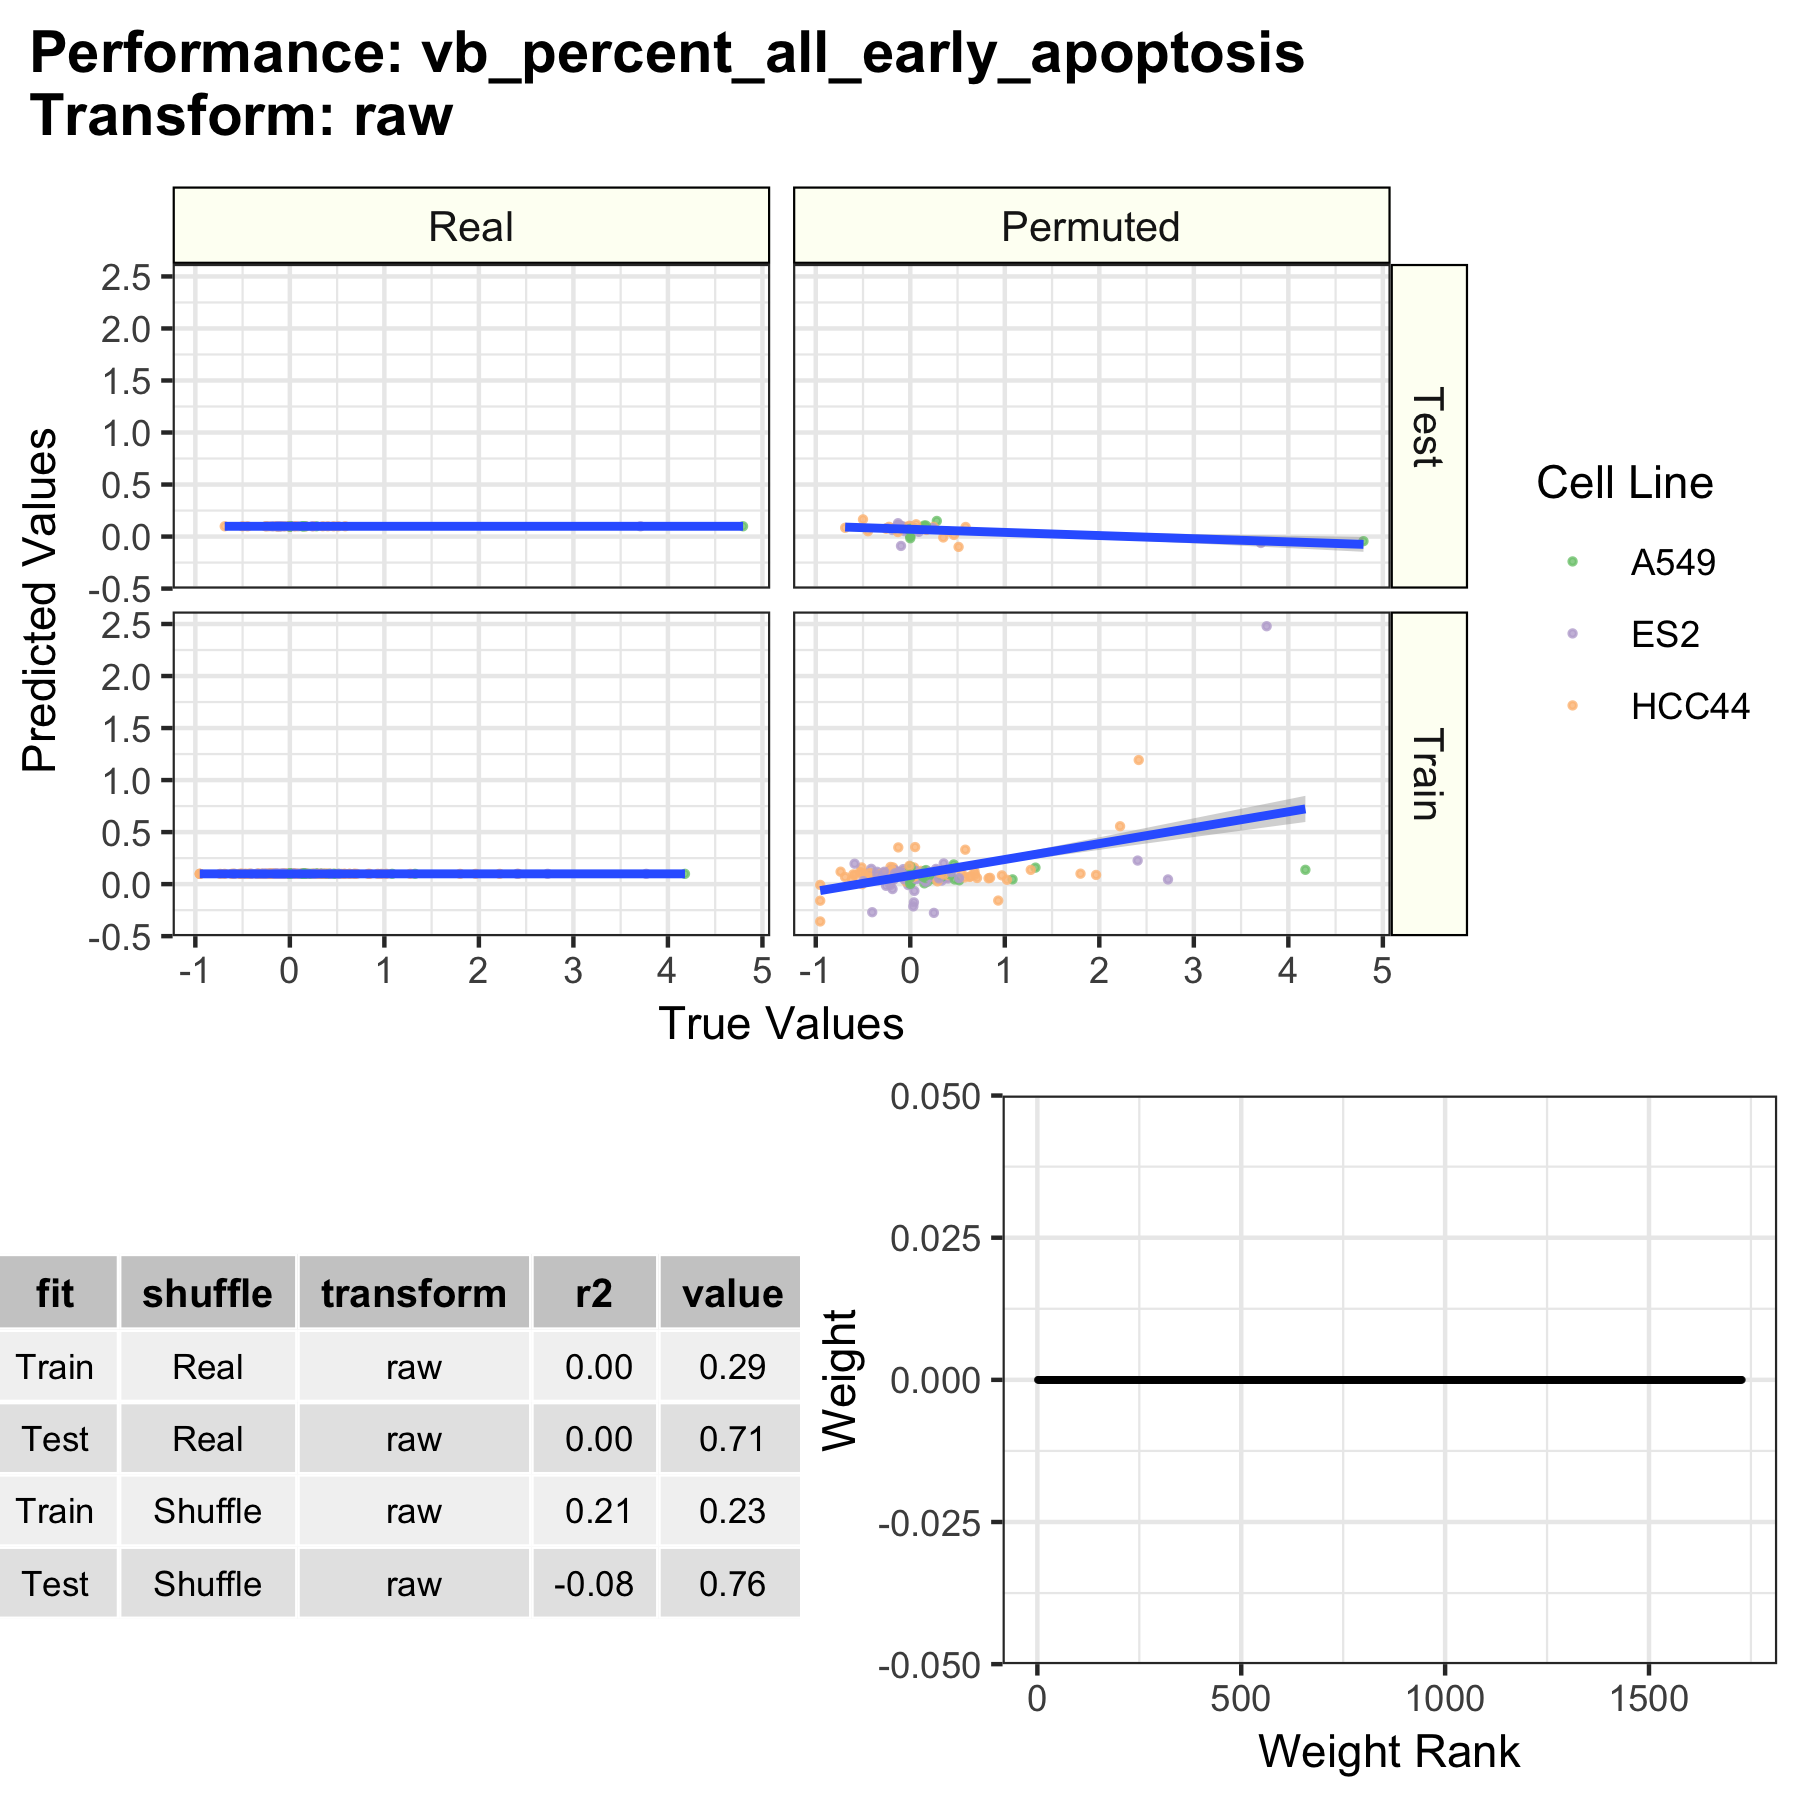 Performance: vb_percent_all_early_apoptosis
Transform: raw
Real
Permuted
2.5
2.0
1.5
1.0
0.5
0.0
-0.5
Test
2.5
2.0
1.5
1.0
0.5
0.0
-0.5
Train
Predicted Values
-1 0 1 2 3 4 5
-1 0 1 2 3 4 5
True Values
Cell Line
A549
ES2
HCC44
fit shuffle transform r2 value
Train Real raw 0.00 0.29
Test Real raw 0.00 0.71
Train Shuffle raw 0.21 0.23
Test Shuffle raw -0.08 0.76
Weight
0.050
0.025
0.000
-0.025
-0.050
0 500 1000 1500
Weight Rank